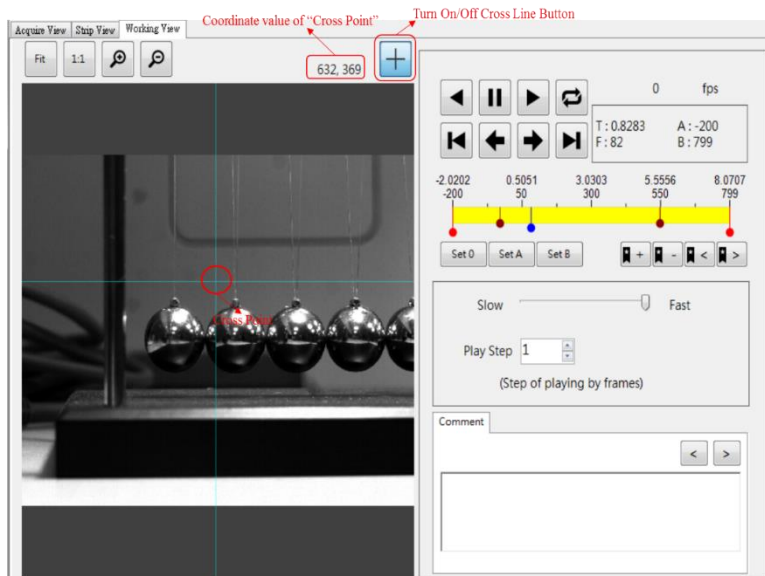 Coordinate value of "Cross Point"
Turn On/Off Cross Line Button
Acquire View Strip View Working View
Fit 1:1 632, 369
0 fps
T : 0.8283 A : -200
F : 82 B : 799
-2.0202 0.5051 3.0303 5.5556 8.0707
-200 50 300 550 799
Set 0 Set A Set B + - < >
Slow Fast
Cross Point
Play Step 1
(Step of playing by frames)
Comment
< >